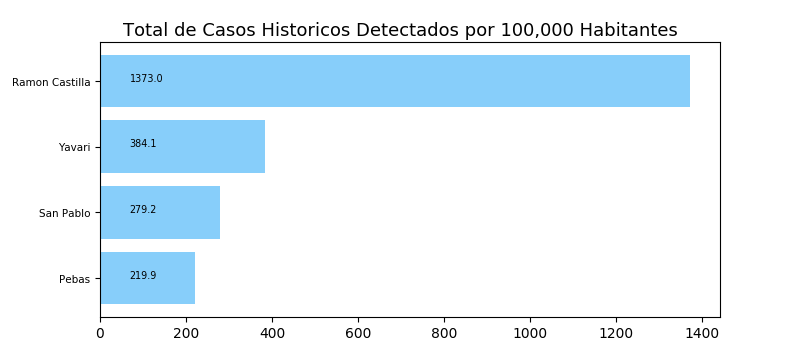 Total de Casos Historicos Detectados por 100,000 Habitantes
Ramon Castilla 1373.0
Yavari 384.1
San Pablo 279.2
Pebas 219.9
0 200 400 600 800 1000 1200 1400